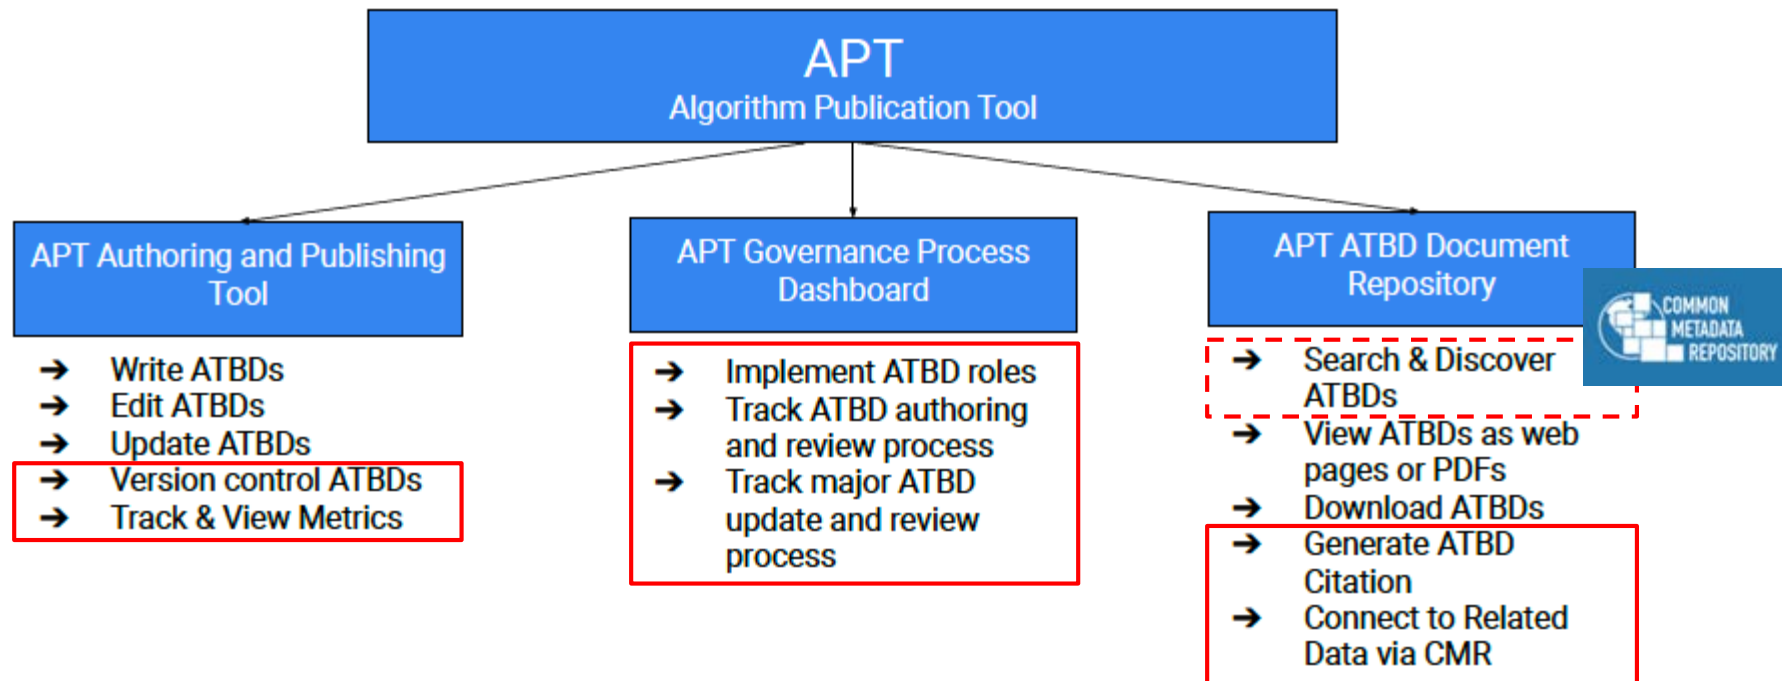 APT
Algorithm Publication Tool
APT Authoring and Publishing
Tool
➔ Write ATBDs
➔ Edit ATBDs
➔ Update ATBDs
➔ Version control ATBDs
➔ Track & View Metrics
APT Governance Process
Dashboard
➔ Implement ATBD roles
➔ Track ATBD authoring
and review process
➔ Track major ATBD
update and review
process
APT ATBD Document
Repository
COMMON
METADATA
REPOSITORY
➔ Search & Discover
ATBDs
➔ View ATBDs as web
pages or PDFs
➔ Download ATBDs
➔ Generate ATBD
Citation
➔ Connect to Related
Data via CMR